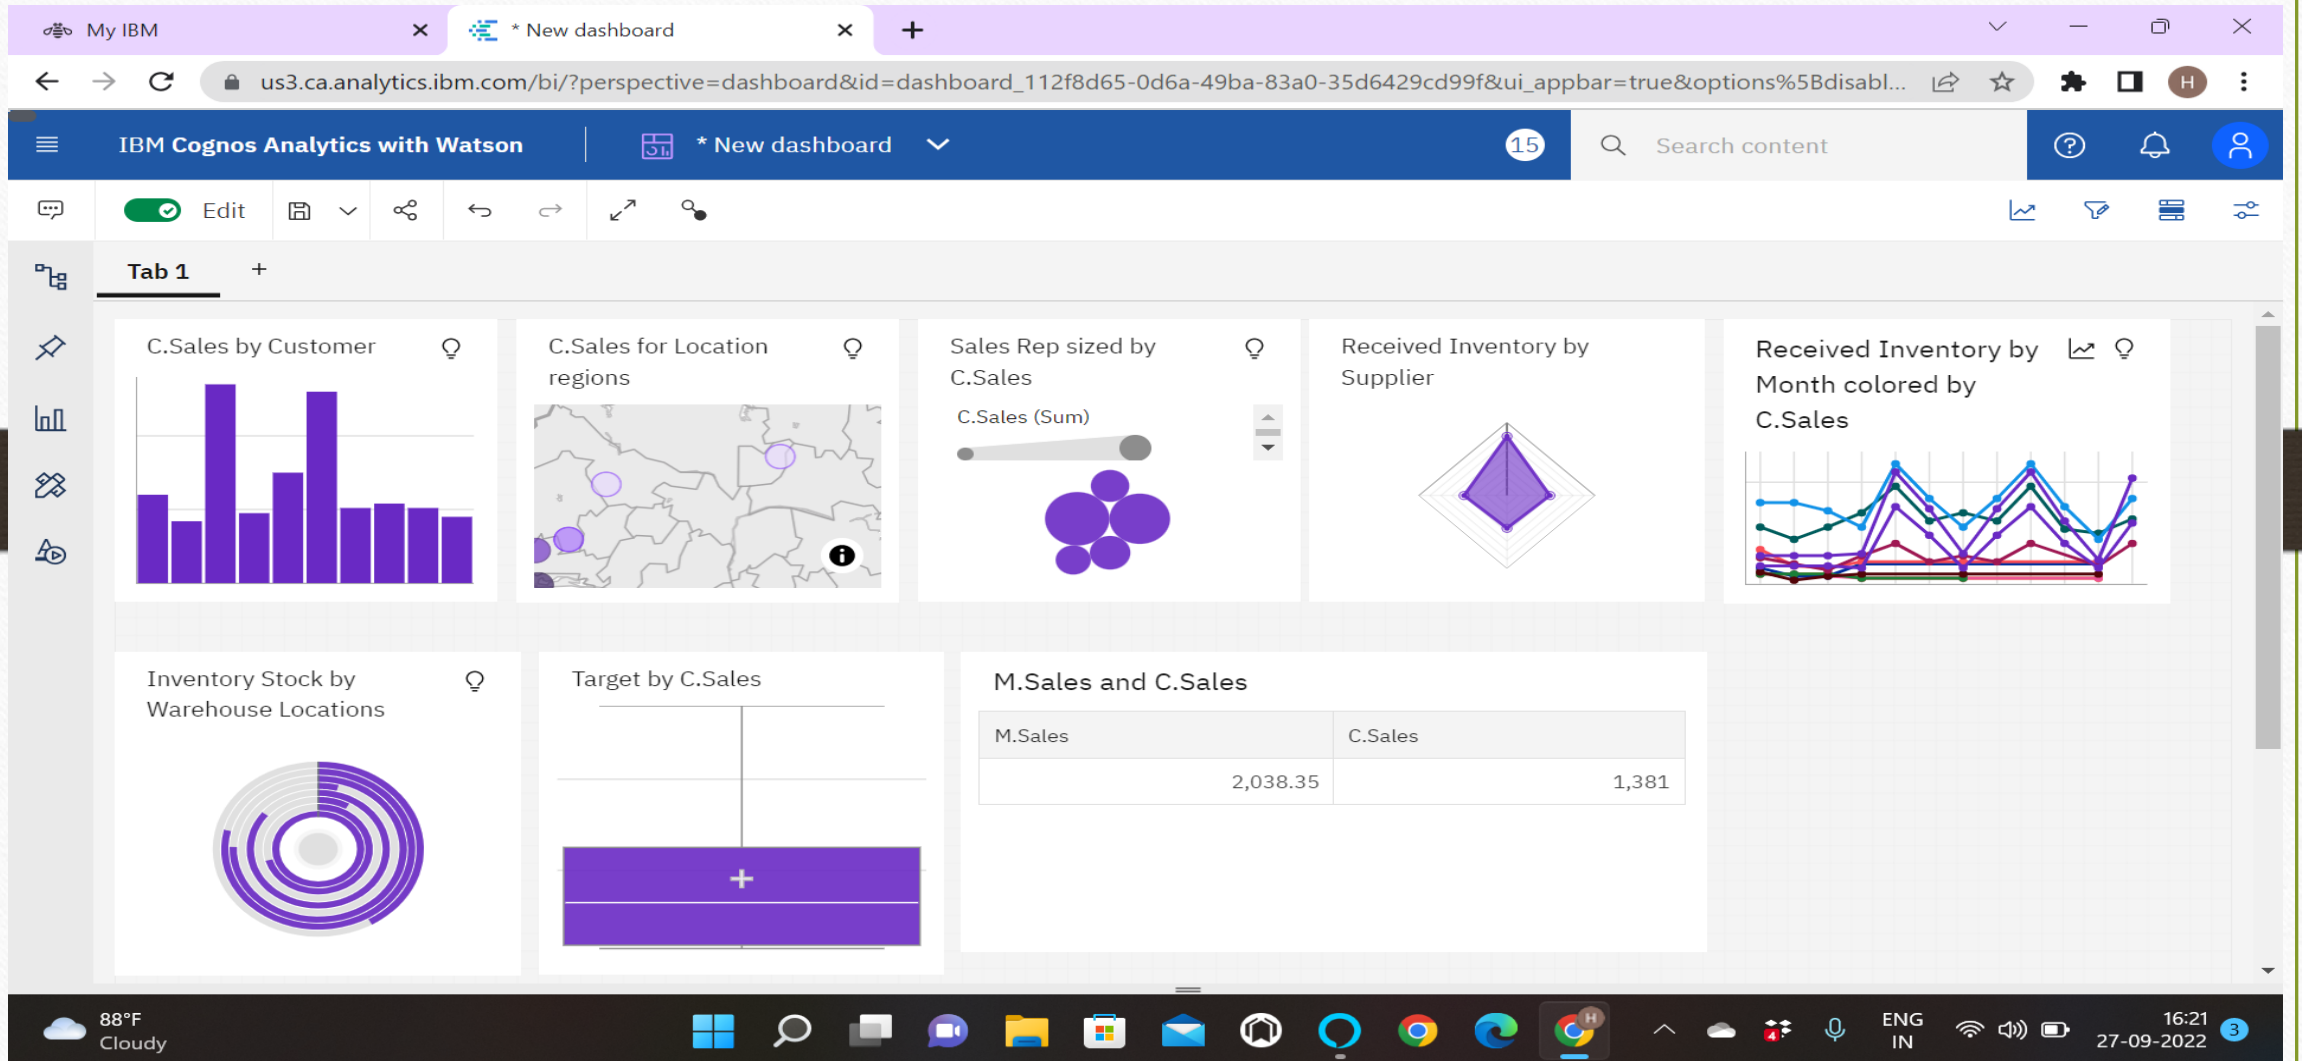 My IBM
* New dashboard
us3.ca.analytics.ibm.com/bi/?perspective=dashboard&id=dashboard_112f8d65-0d6a-49ba-83a0-35d6429cd99f&ui_appbar=true&options%5Bdisabl...
H
IBM Cognos Analytics with Watson
* New dashboard
15
Search content
Edit
Tab 1
C.Sales by Customer
C.Sales for Location
regions
Sales Rep sized by
C.Sales
C.Sales (Sum)
Received Inventory by
Supplier
Received Inventory by
Month colored by
C.Sales
Inventory Stock by
Warehouse Locations
Target by C.Sales
M.Sales and C.Sales
M.Sales C.Sales
2,038.35 1,381
88°F
Cloudy
H
4
ENG
IN
16:21
27-09-2022
3